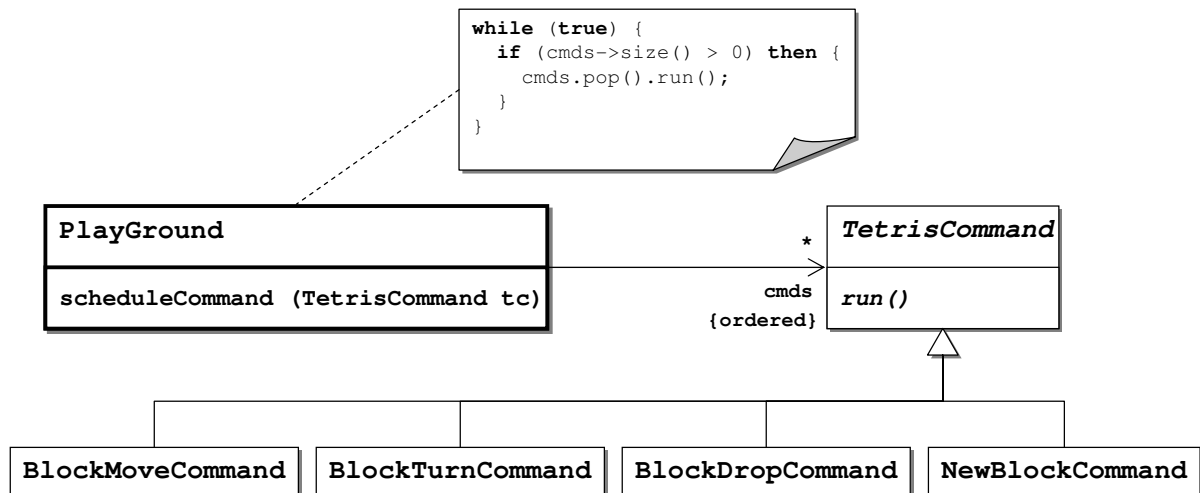 while (true) {
  if (cmds->size() > 0) then {
    cmds.pop().run();
  }
}
PlayGround
scheduleCommand (TetrisCommand tc)
*
cmds
{ordered}
TetrisCommand
run()
BlockMoveCommand
BlockTurnCommand
BlockDropCommand
NewBlockCommand